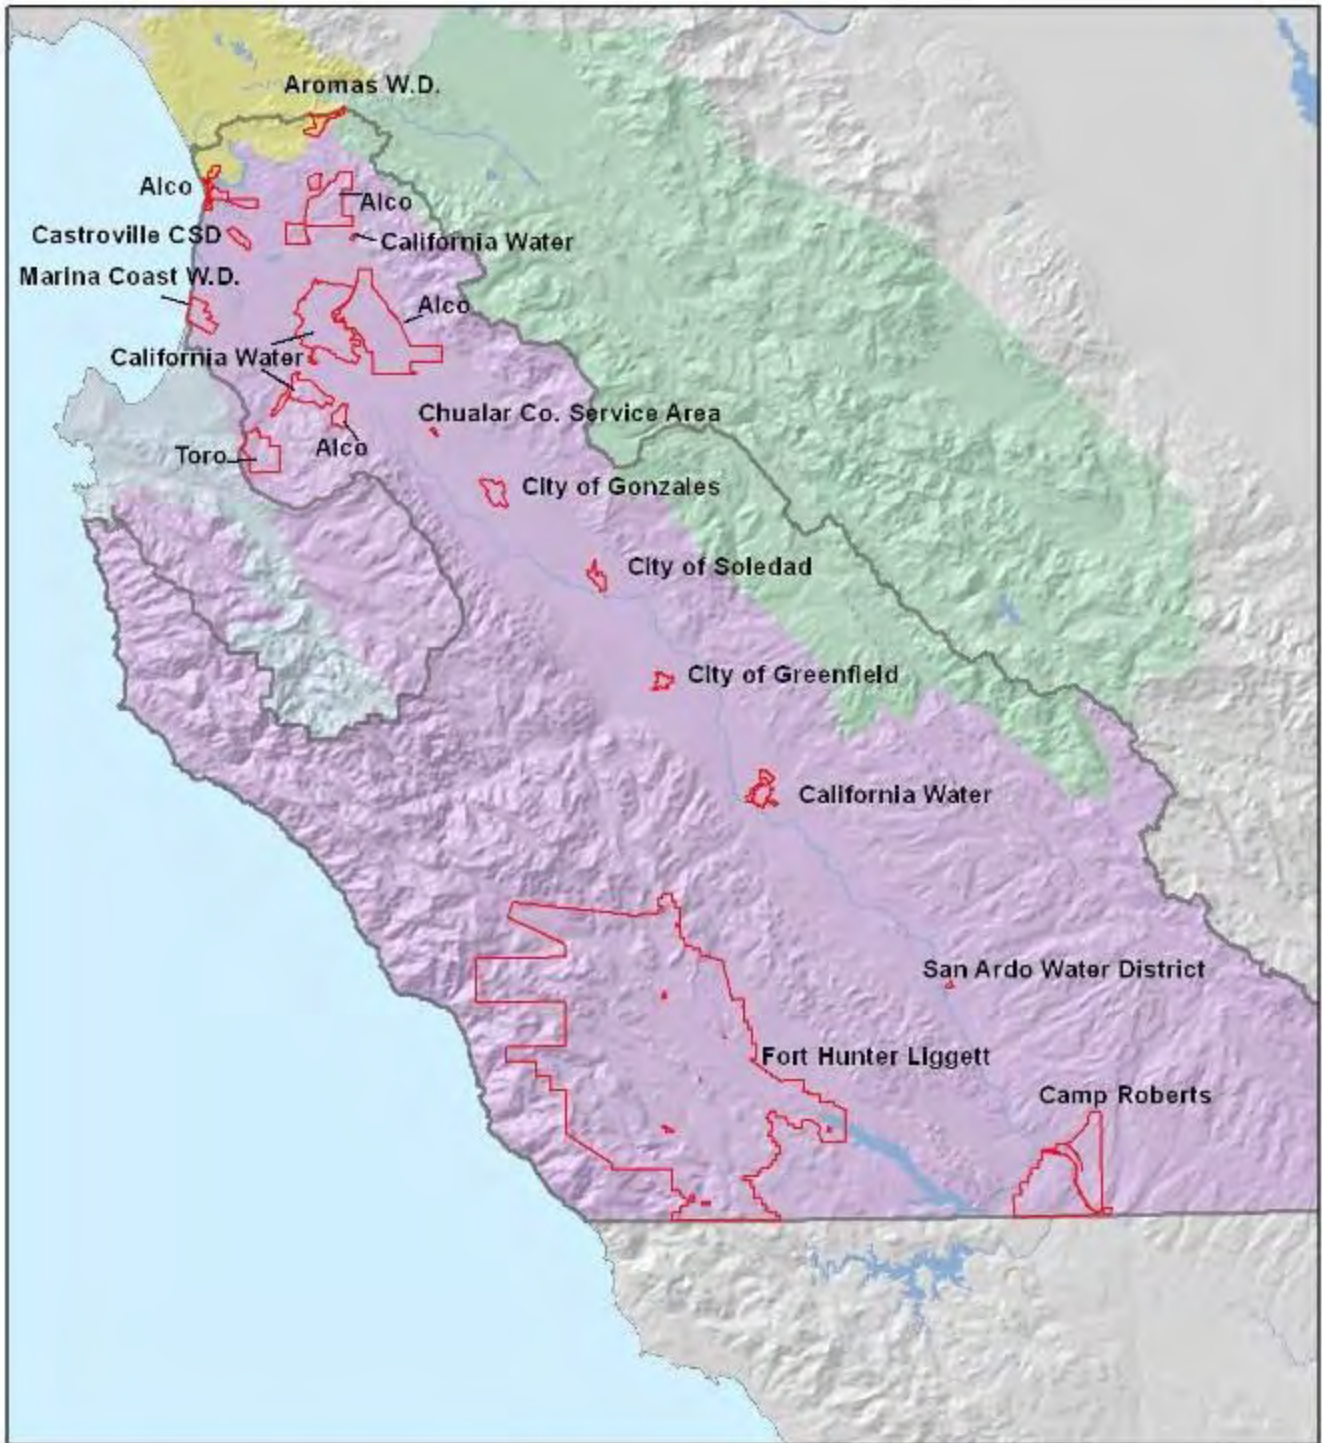 Aromas W.D.
Alco
Alco
Castroville CSD
California Water
Marina Coast W.D.
Alco
California Water
Chualar Co. Service Area
Toro
Alco
City of Gonzales
City of Soledad
City of Greenfield
California Water
San Ardo Water District
Fort Hunter Liggett
Camp Roberts